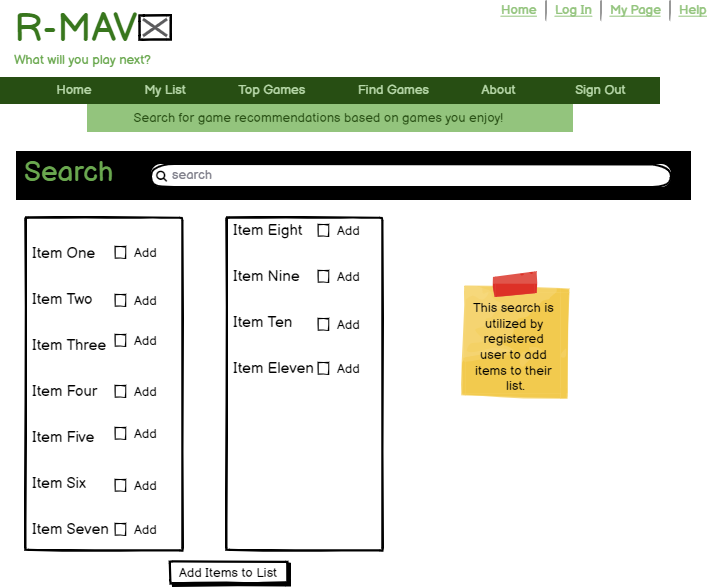 Home Log In My Page Help
R-MAV
What will you play next?
Home My List Top Games Find Games About Sign Out
Search for game recommendations based on games you enjoy!
Search search
Item One Add
Item Two Add
Item Three Add
Item Four Add
Item Five Add
Item Six Add
Item Seven Add
Item Eight Add
Item Nine Add
Item Ten Add
Item Eleven Add
This search is
utilized by
registered
user to add
items to their
list.
Add Items to List